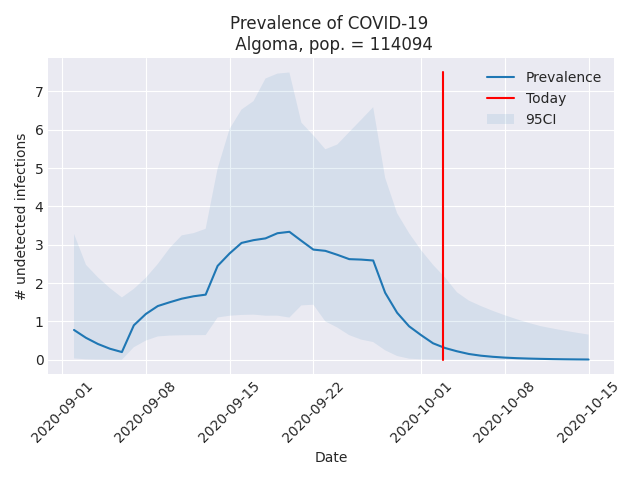 Prevalence of COVID-19
Algoma, pop. = 114094
Prevalence
Today
95CI
# undetected infections
7
6
5
4
3
2
1
0
2020-09-01
2020-09-08
2020-09-15
2020-09-22
2020-10-01
2020-10-08
2020-10-15
Date